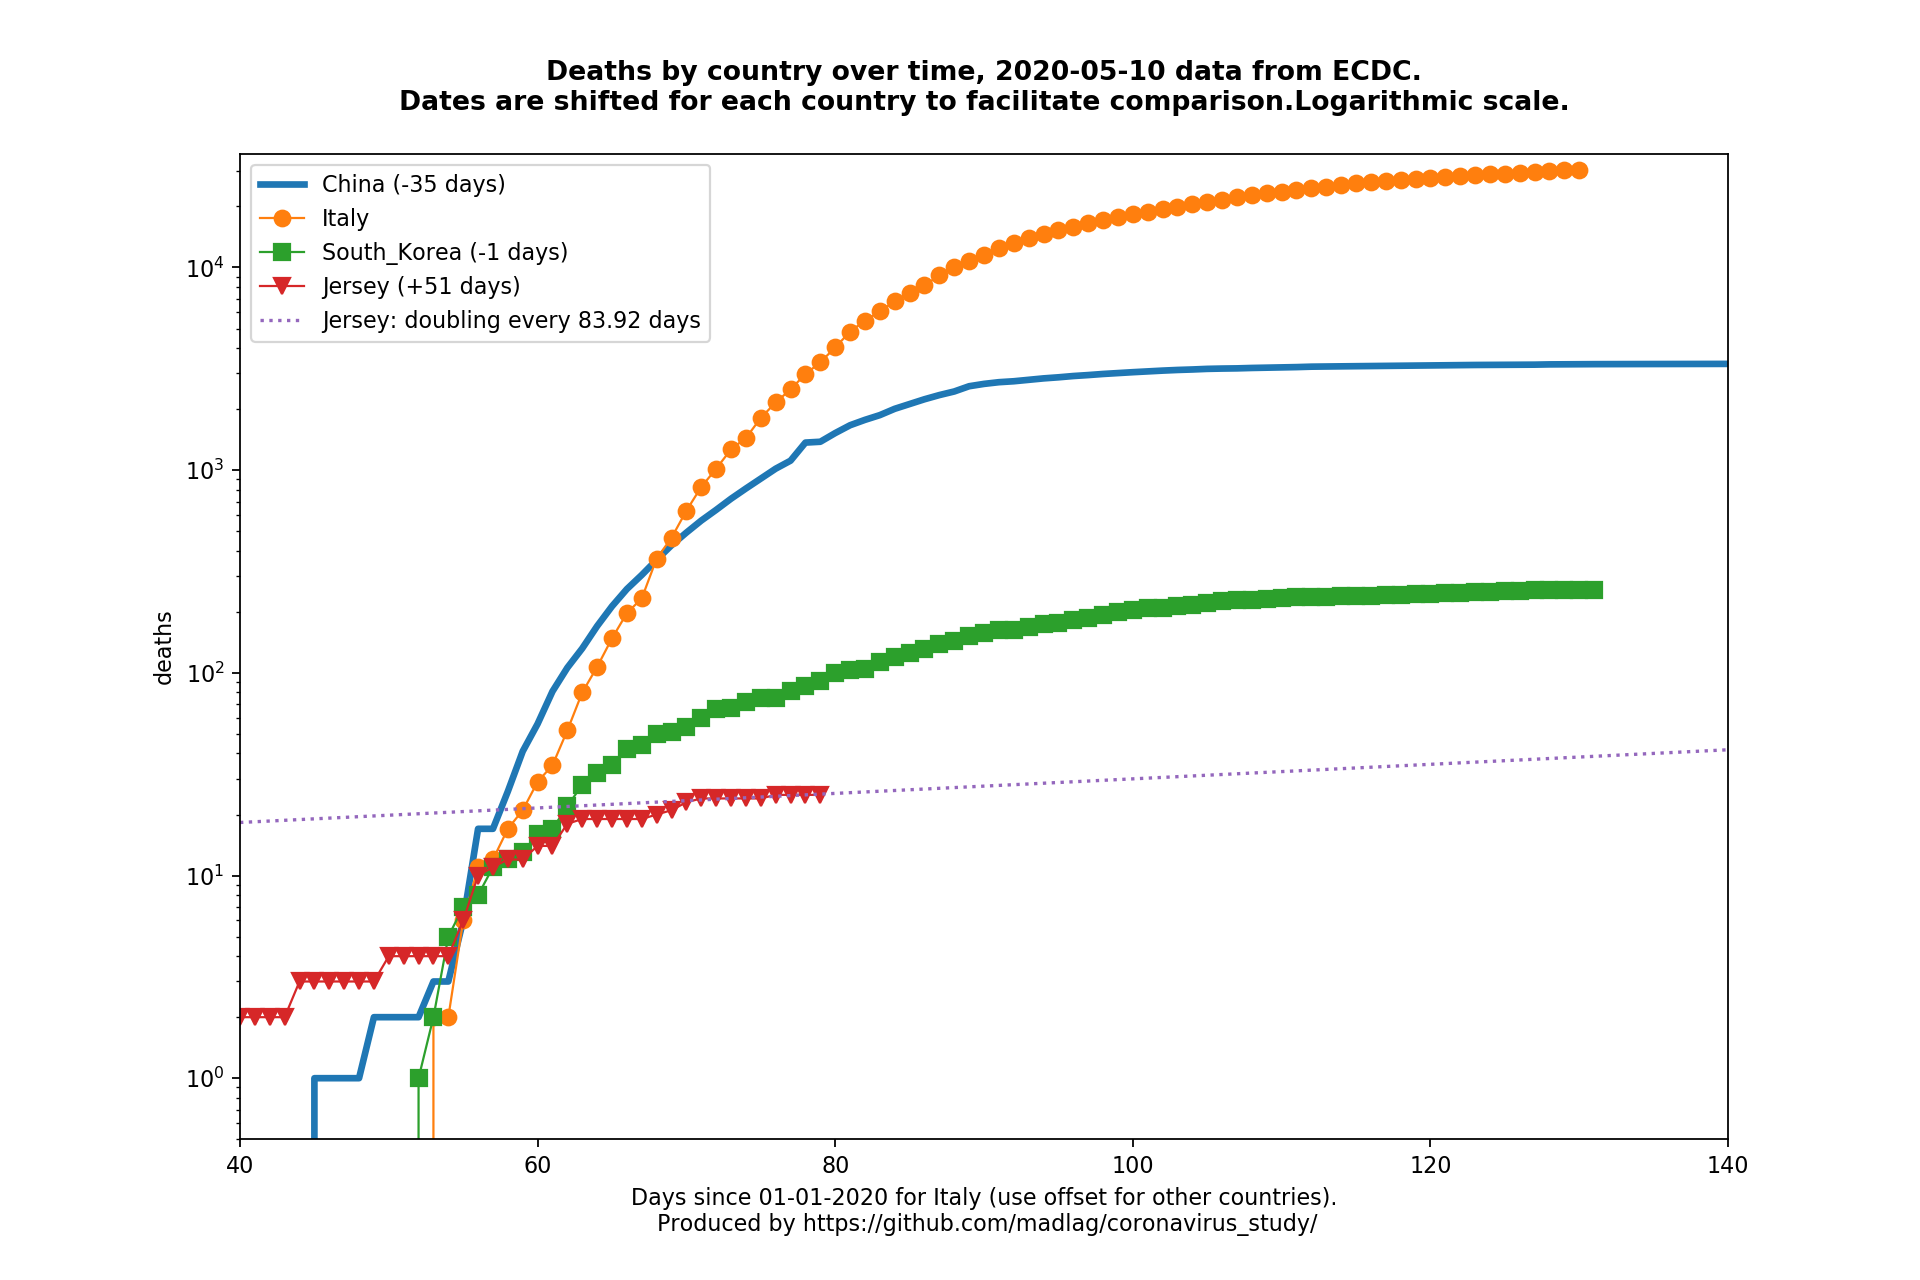 Deaths by country over time, 2020-05-10 data from ECDC.
Dates are shifted for each country to facilitate comparison.Logarithmic scale.
China (-35 days)
Italy
South_Korea (-1 days)
Jersey (+51 days)
Jersey: doubling every 83.92 days
deaths
10⁴
10³
10²
10¹
10⁰
40 60 80 100 120 140
Days since 01-01-2020 for Italy (use offset for other countries).
Produced by https://github.com/madlag/coronavirus_study/